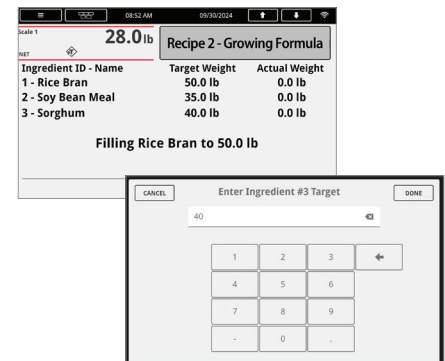 08:52 AM 09/30/2024
Scale 1
28.0 lb
NET
Recipe 2 - Growing Formula
Ingredient ID - Name Target Weight Actual Weight
1 - Rice Bran 50.0 lb 0.0 lb
2 - Soy Bean Meal 35.0 lb 0.0 lb
3 - Sorghum 40.0 lb 0.0 lb
Filling Rice Bran to 50.0 lb
CANCEL Enter Ingredient #3 Target DONE
40
1 2 3
4 5 6
7 8 9
- 0 .